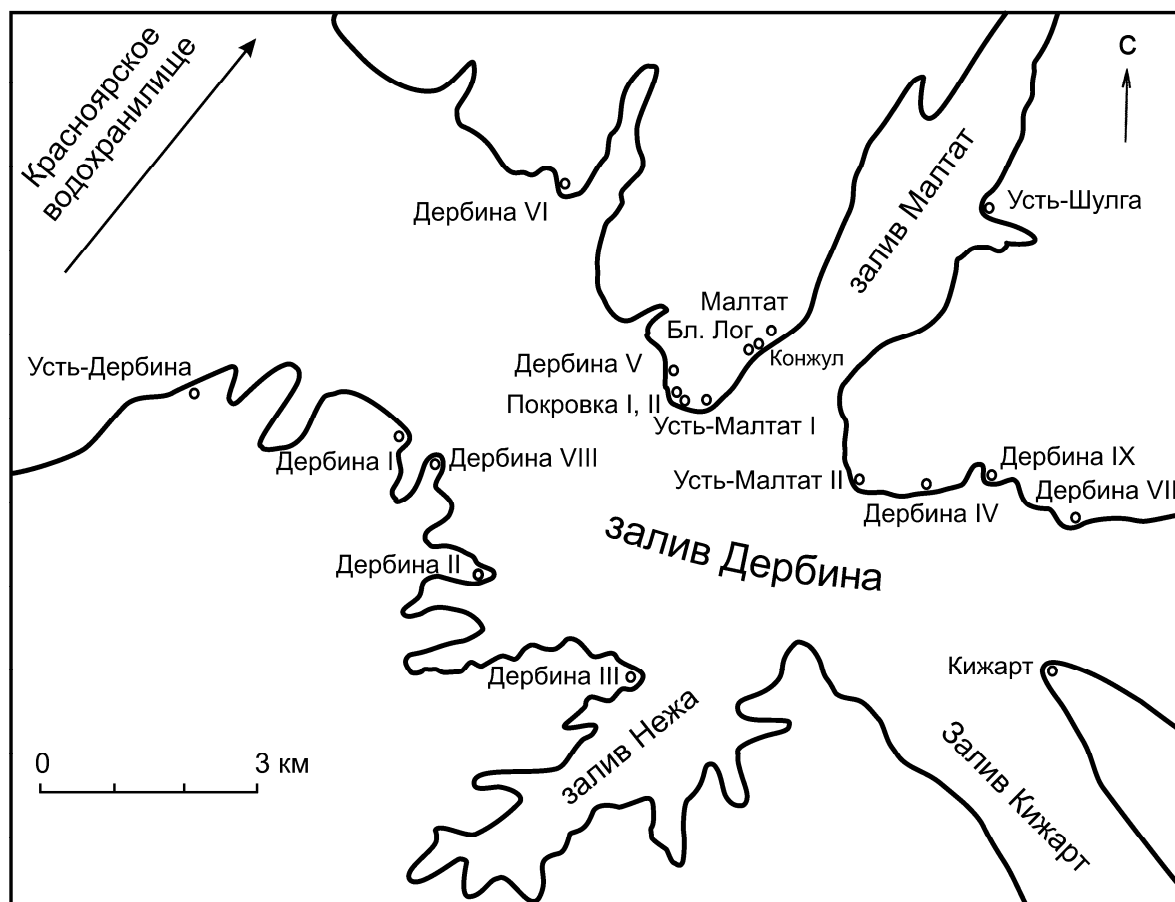 Красноярское
водохранилище
С
залив Малтат
Усть-Шулга
Дербина VI
Малтат
Бл. Лог
Конжул
Усть-Дербина
Дербина V
Покровка I, II
Усть-Малтат I
Дербина I
Дербина VIII
Усть-Малтат II
Дербина IX
Дербина VII
Дербина IV
залив Дербина
Дербина II
Дербина III
Кижарт
залив Нежа
Залив Кижарт
0 3 км